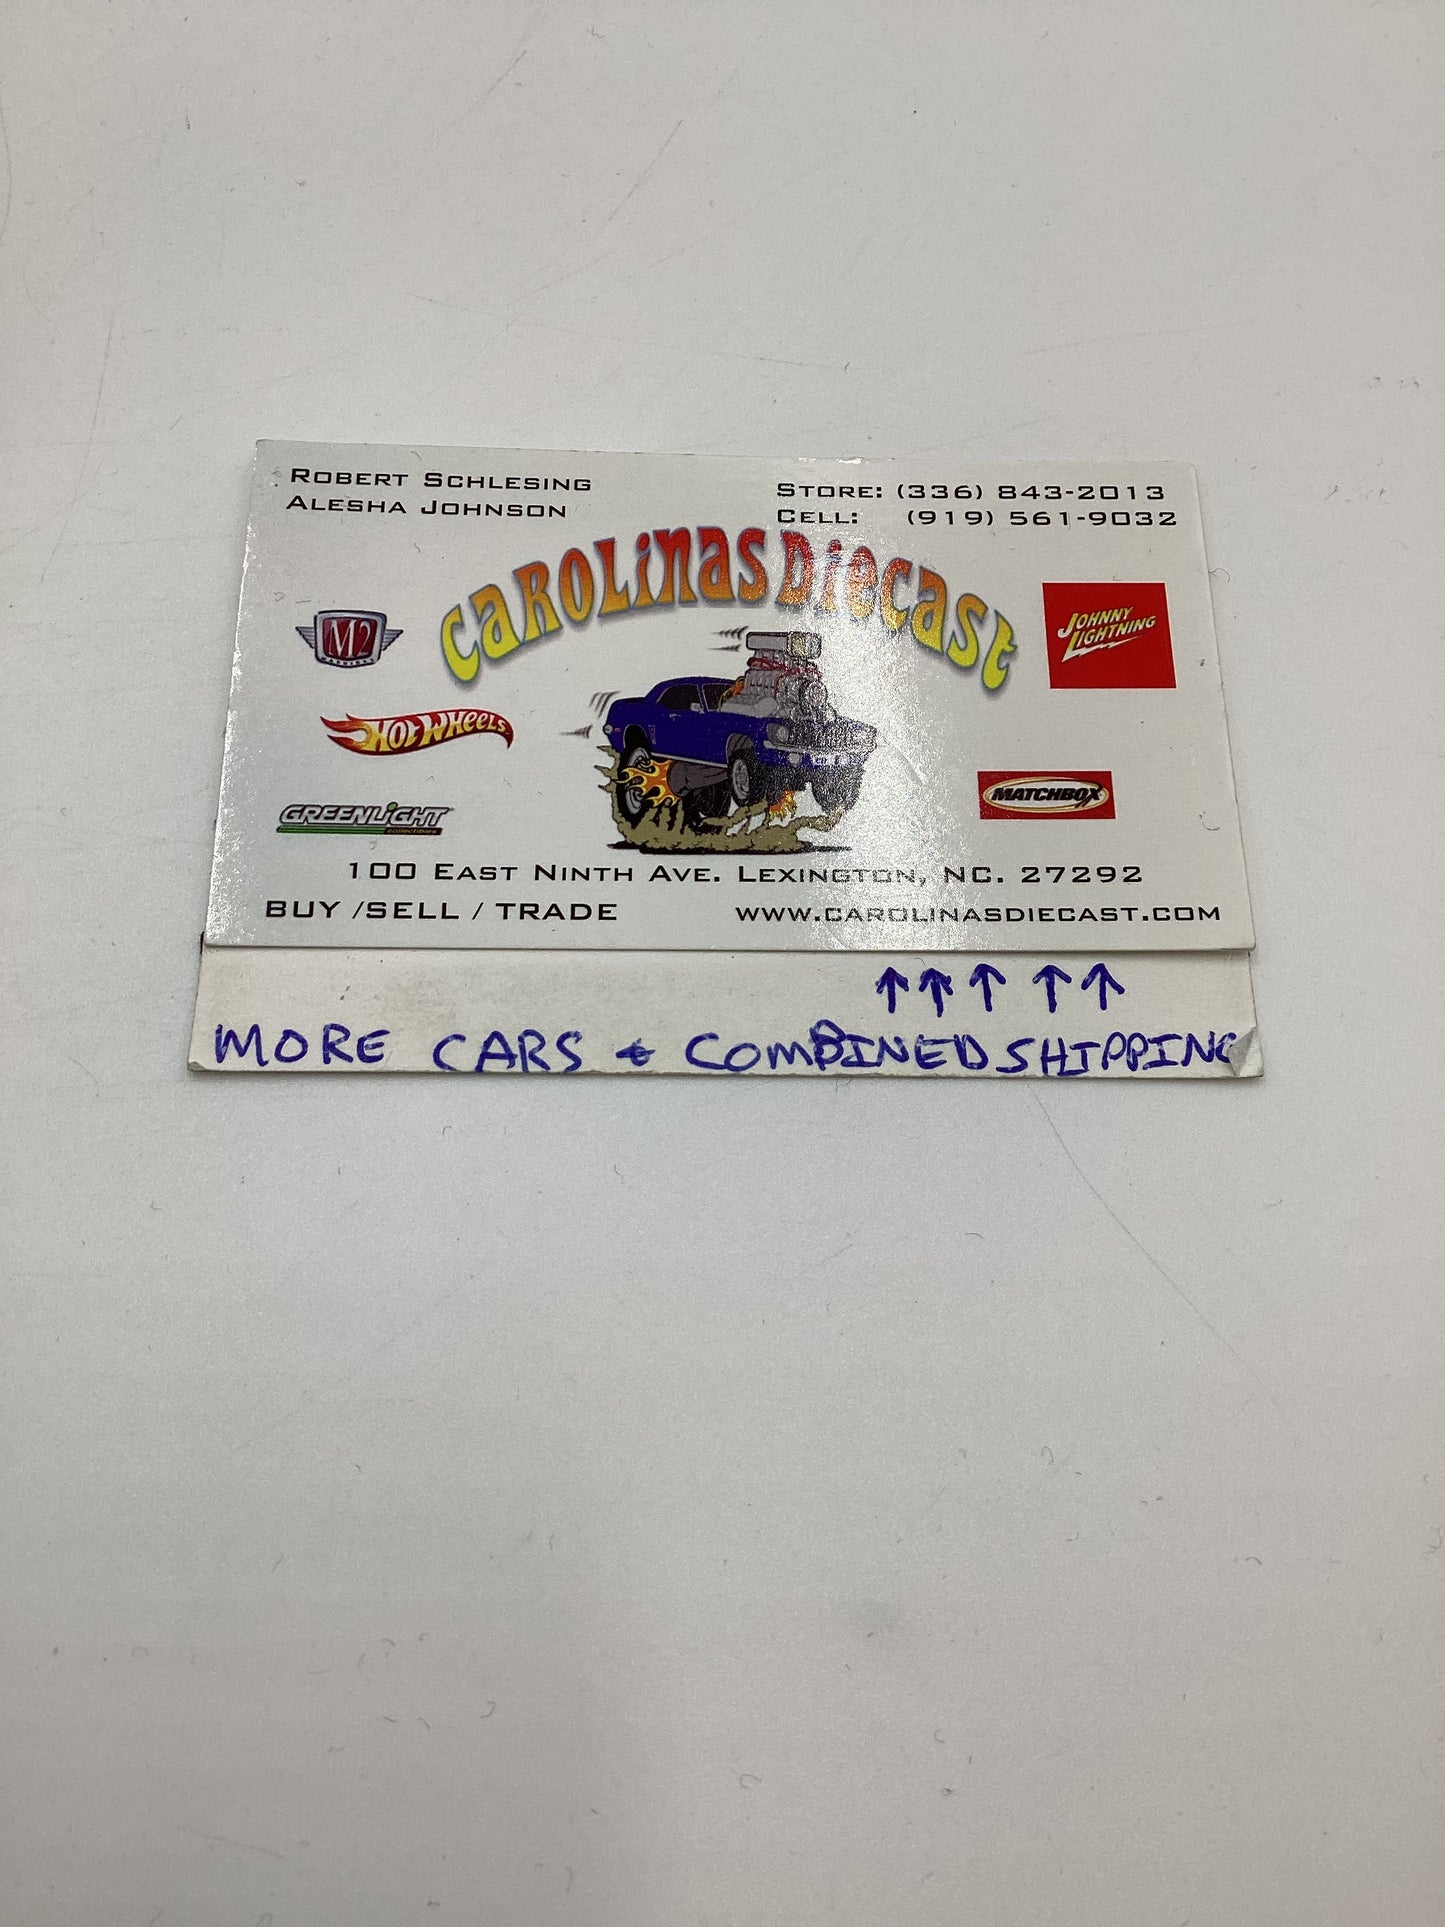 ROBERT SCHLESING
ALESHA JOHNSON
STORE: (336) 843-2013
CELL: (919) 561-9032
CAROLINAS DIECAST
M2
MACHINES
JOHNNY
LIGHTNING
HOT WHEELS
MATCHBOX
GREENLIGHT
collectibles
100 EAST NINTH AVE. LEXINGTON, NC. 27292
BUY /SELL / TRADE
WWW.CAROLINASDIECAST.COM
↑ ↑ ↑ ↑ ↑
MORE CARS & COMBINED SHIPPING